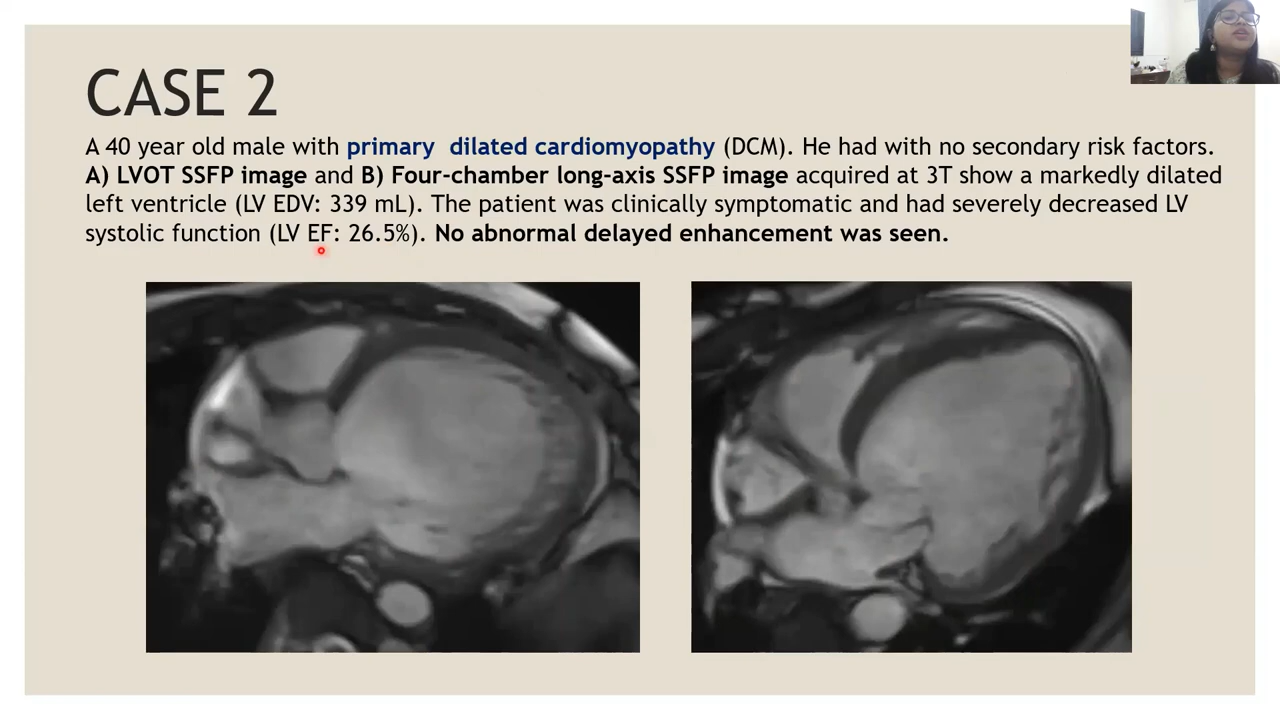 CASE 2
A 40 year old male with primary dilated cardiomyopathy (DCM). He had with no secondary risk factors.
A) LVOT SSFP image and B) Four-chamber long-axis SSFP image acquired at 3T show a markedly dilated
left ventricle (LV EDV: 339 mL). The patient was clinically symptomatic and had severely decreased LV
systolic function (LV EF: 26.5%). No abnormal delayed enhancement was seen.